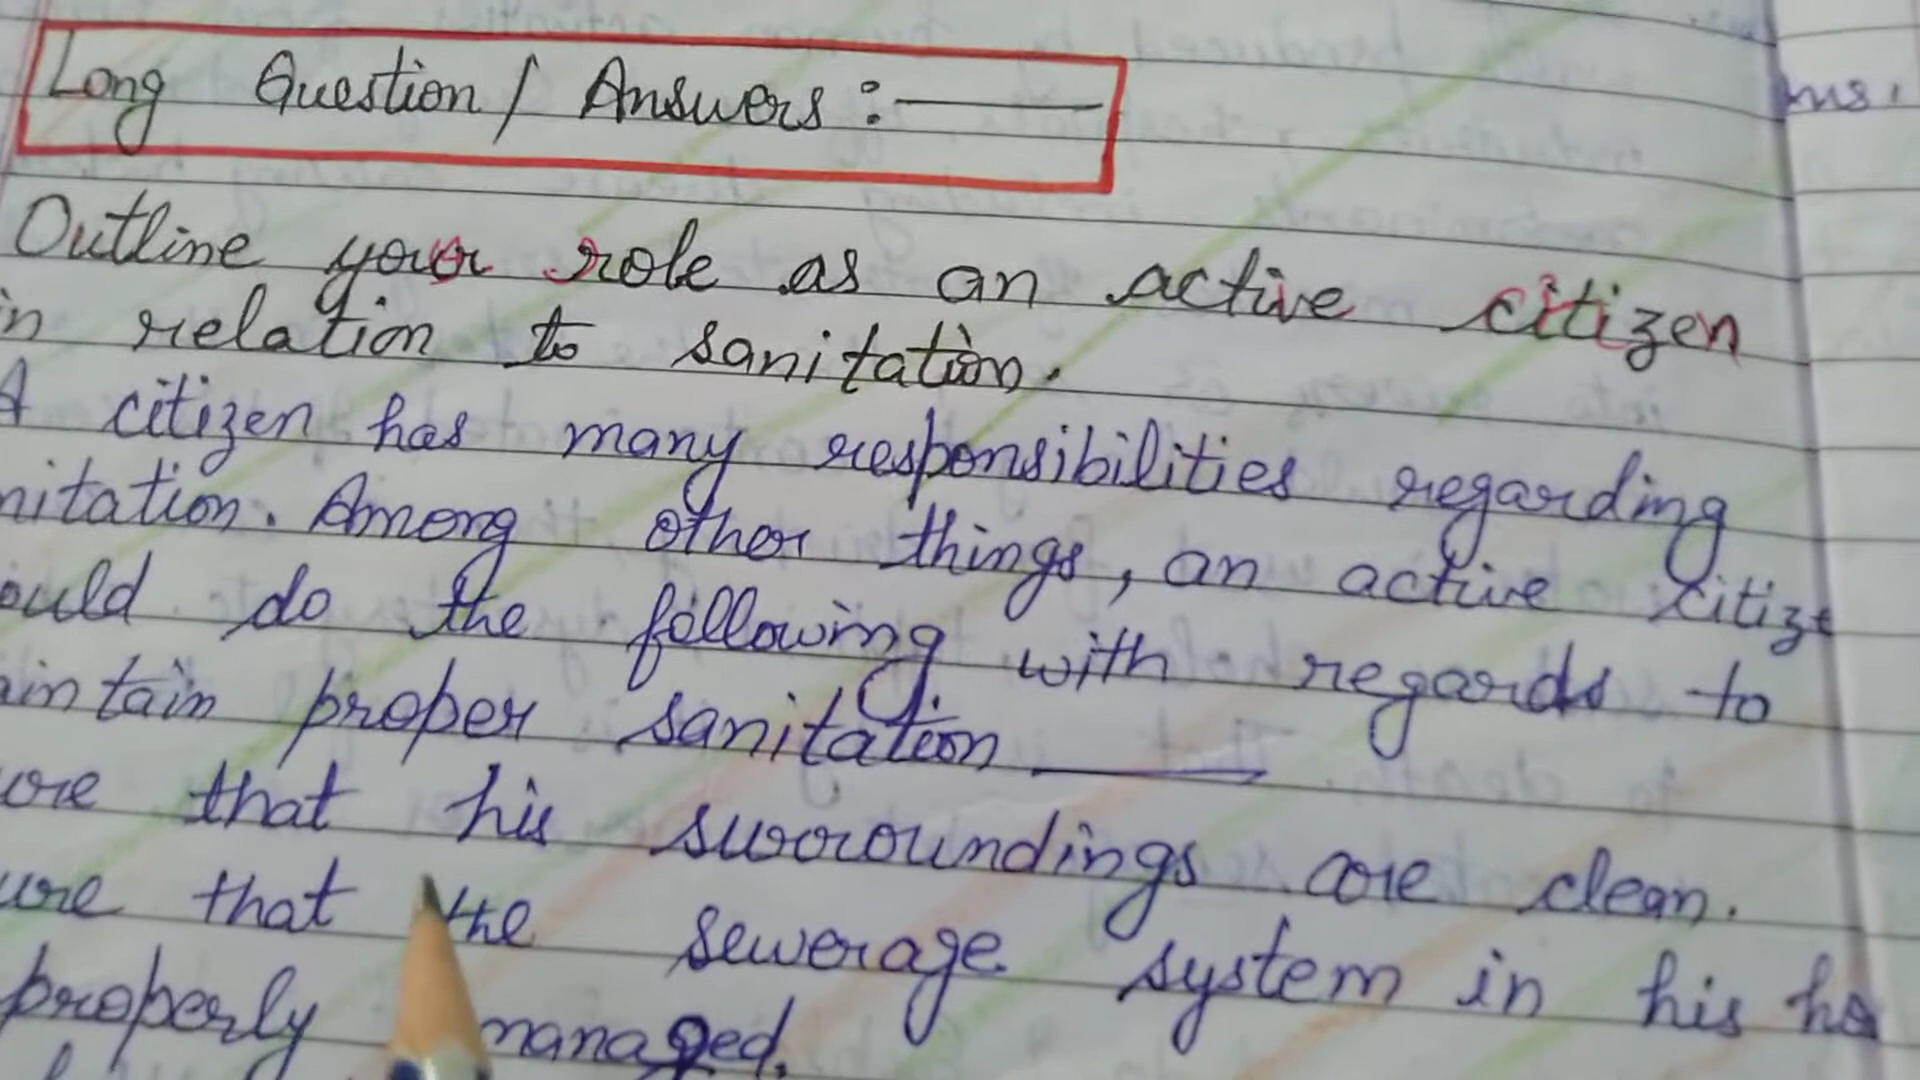 Long Question / Answers :—
Outline your role as an active citizen
in relation to sanitation.
A citizen has many responsibilities regarding
nitation. Among other things, an active citize
ould do the following with regards to
aintain proper sanitation —
ure that his surroundings are clean.
ure that the sewerage system in his ho
properly managed.